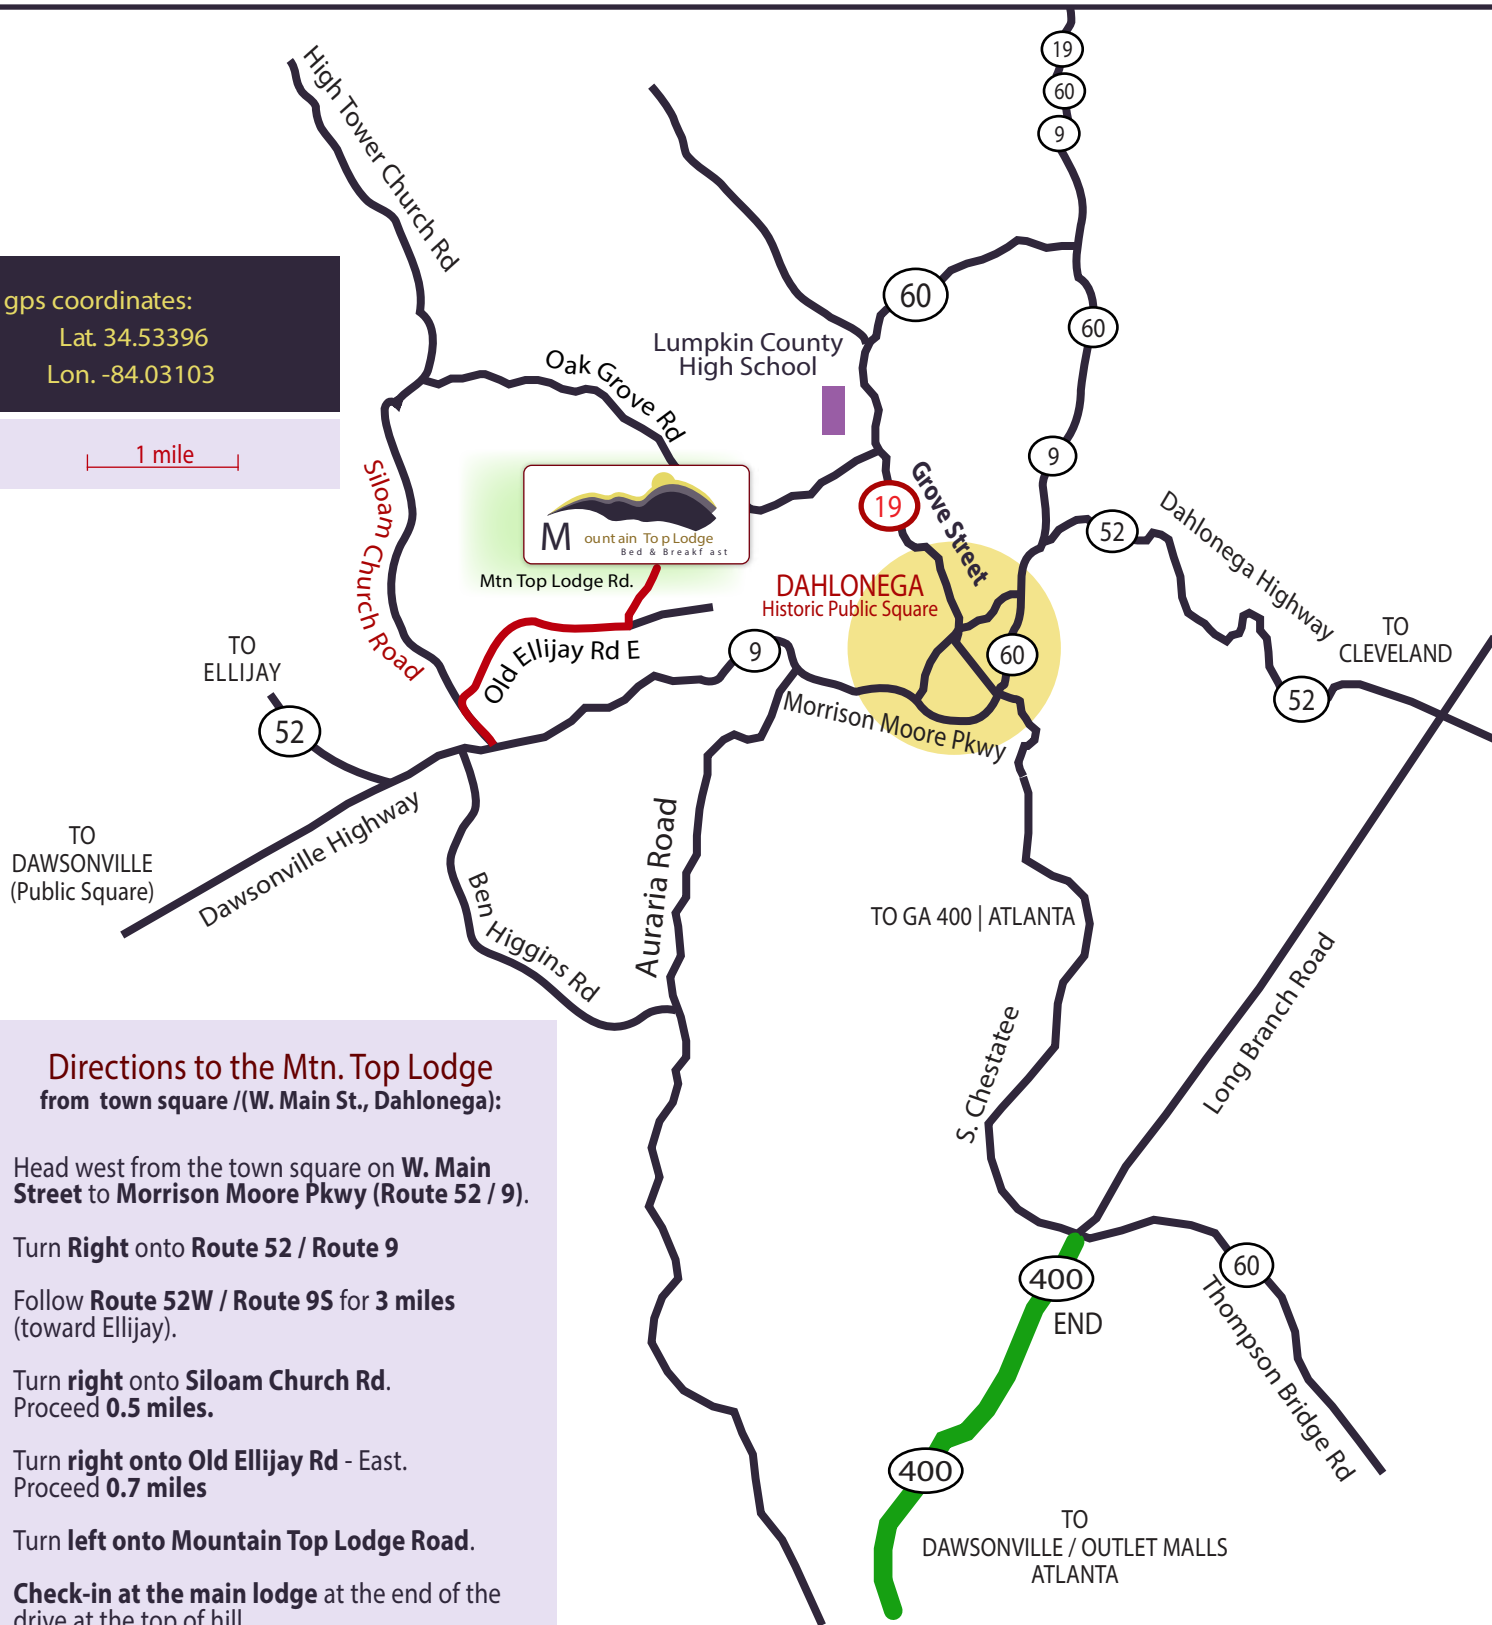 19
60
9
High Tower Church Rd
gps coordinates:
Lat. 34.53396
Lon. -84.03103
1 mile
60
60
Lumpkin County
High School
Oak Grove Rd
9
Siloam Church Road
19
Grove Street
52
Dahlonega Highway
Mountain Top Lodge
Bed & Breakfast
Mtn Top Lodge Rd.
DAHLONEGA
Historic Public Square
TO
ELLIJAY
52
Old Ellijay Rd E
9
60
TO
CLEVELAND
52
Morrison Moore Pkwy
TO
DAWSONVILLE
(Public Square)
Dawsonville Highway
Ben Higgins Rd
Auraria Road
TO GA 400 | ATLANTA
S. Chestatee
Long Branch Road
400
END
60
Thompson Bridge Rd
400
TO
DAWSONVILLE / OUTLET MALLS
ATLANTA
Directions to the Mtn. Top Lodge
from town square /(W. Main St., Dahlonega):
Head west from the town square on W. Main
Street to Morrison Moore Pkwy (Route 52 / 9).
Turn Right onto Route 52 / Route 9
Follow Route 52W / Route 9S for 3 miles
(toward Ellijay).
Turn right onto Siloam Church Rd.
Proceed 0.5 miles.
Turn right onto Old Ellijay Rd - East.
Proceed 0.7 miles
Turn left onto Mountain Top Lodge Road.
Check-in at the main lodge at the end of the
drive at the top of hill